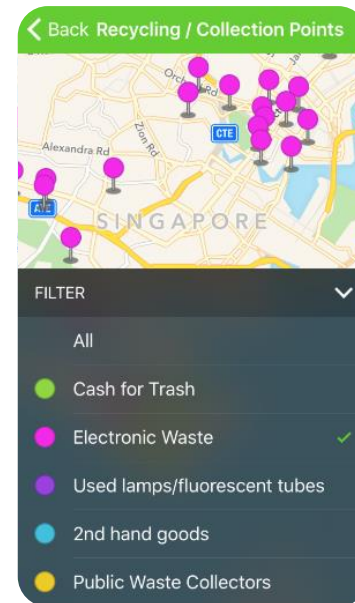 Back Recycling / Collection Points
Orch Rd
CTE
Zion Rd
Alexandra Rd
AYE
SINGAPORE
FILTER
All
Cash for Trash
Electronic Waste
Used lamps/fluorescent tubes
2nd hand goods
Public Waste Collectors